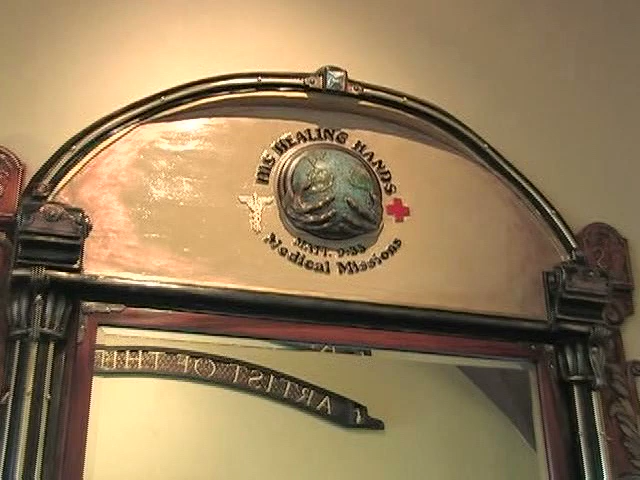 HIS HEALING HANDS
MATT. 9:35
Medical Missions
ARTIST OF THE